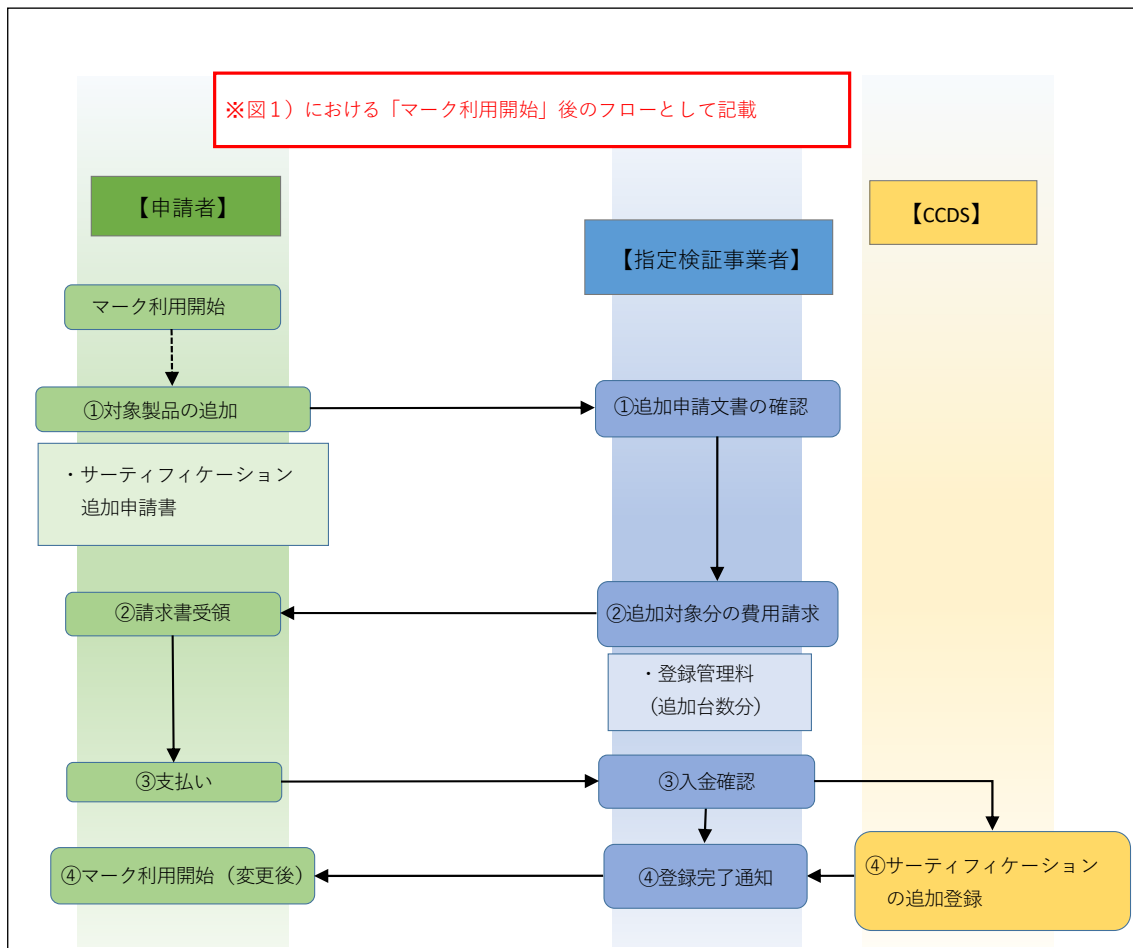 ※図１）における「マーク利用開始」後のフローとして記載
【申請者】
【指定検証事業者】
【CCDS】
マーク利用開始
①対象製品の追加
①追加申請文書の確認
・サーティフィケーション
追加申請書
②請求書受領
②追加対象分の費用請求
・登録管理料
（追加台数分）
③支払い
③入金確認
④マーク利用開始（変更後）
④登録完了通知
④サーティフィケーション
の追加登録